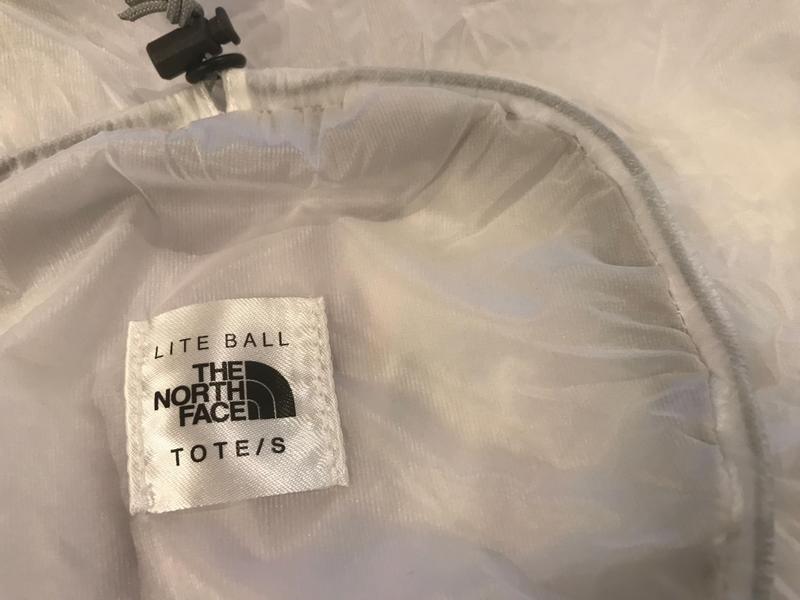 LITE BALL
THE
NORTH
FACE
TOTE/S